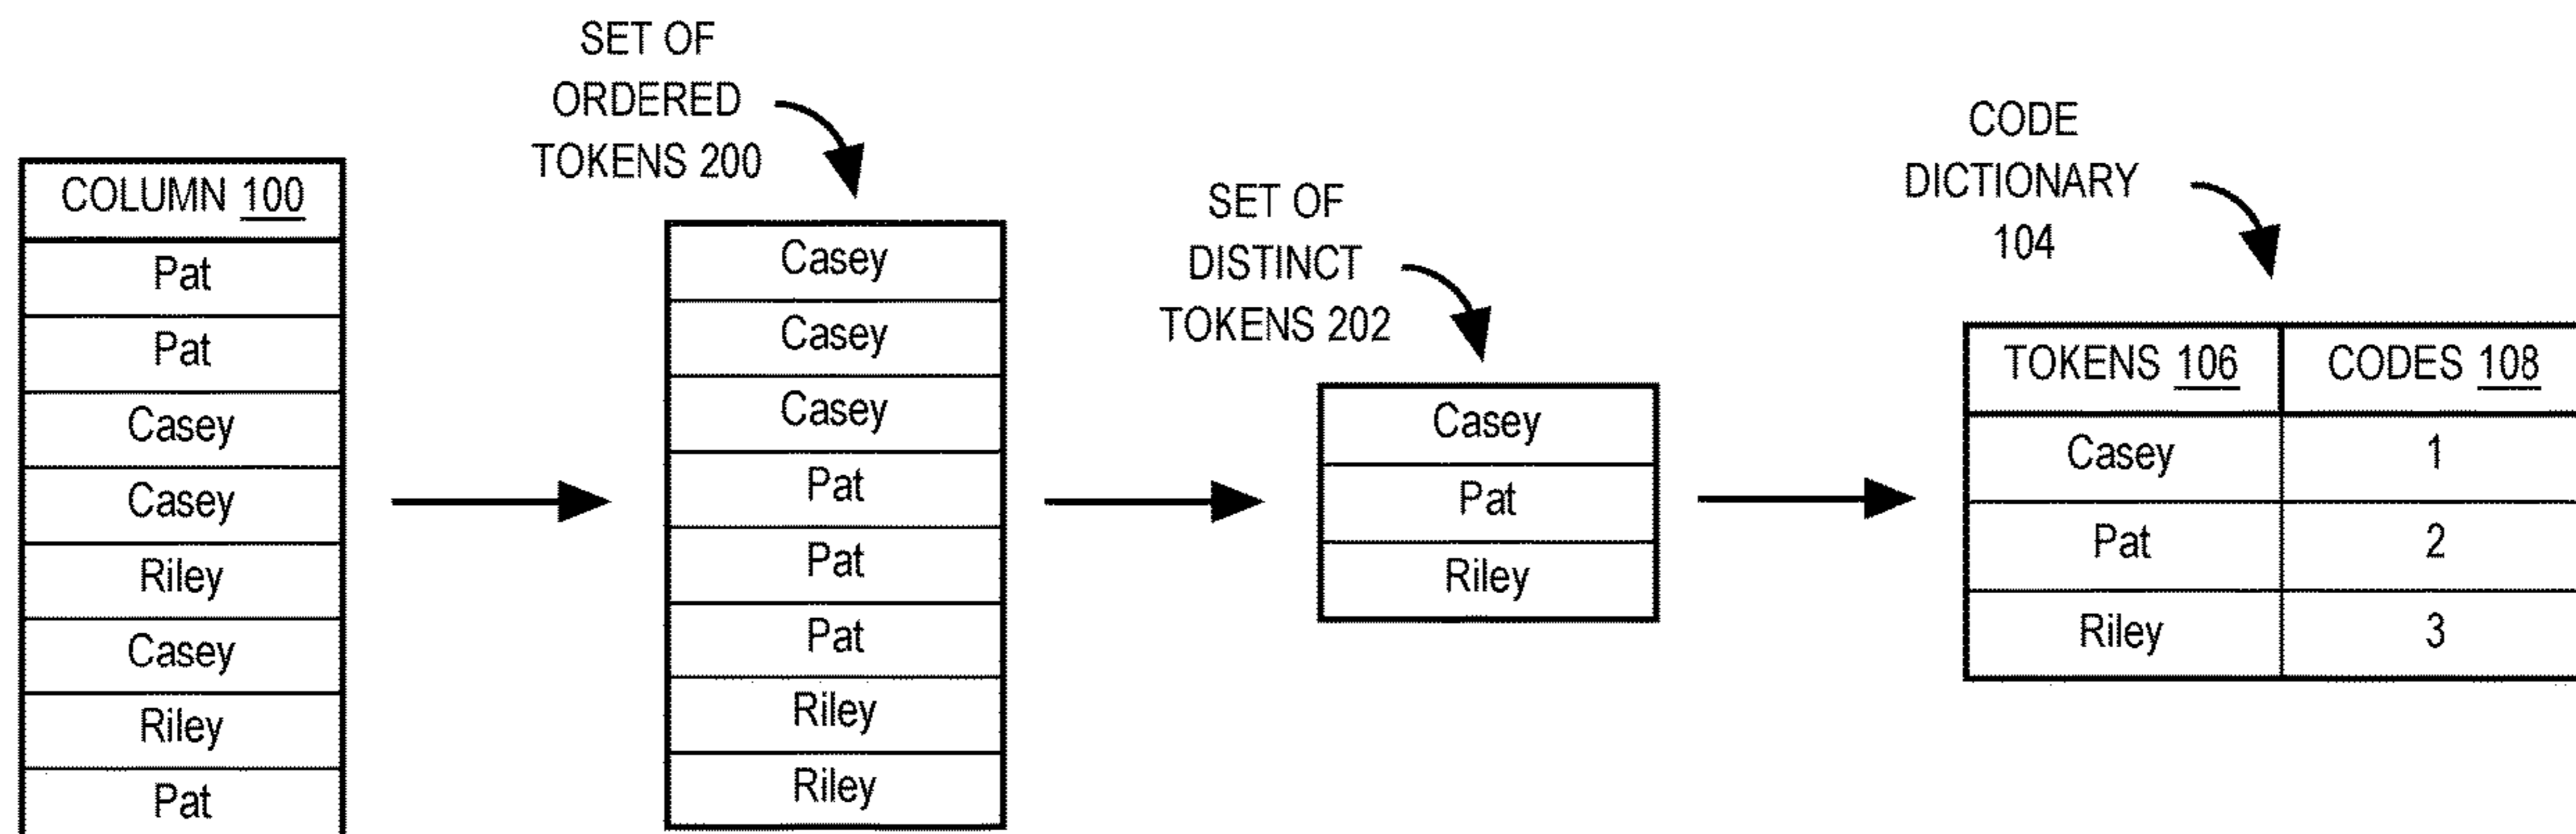 COLUMN 100
Pat
Pat
Casey
Casey
Riley
Casey
Riley
Pat
SET OF
ORDERED
TOKENS 200
Casey
Casey
Casey
Pat
Pat
Pat
Riley
Riley
SET OF
DISTINCT
TOKENS 202
Casey
Pat
Riley
CODE
DICTIONARY
104
TOKENS 106 CODES 108
Casey 1
Pat 2
Riley 3